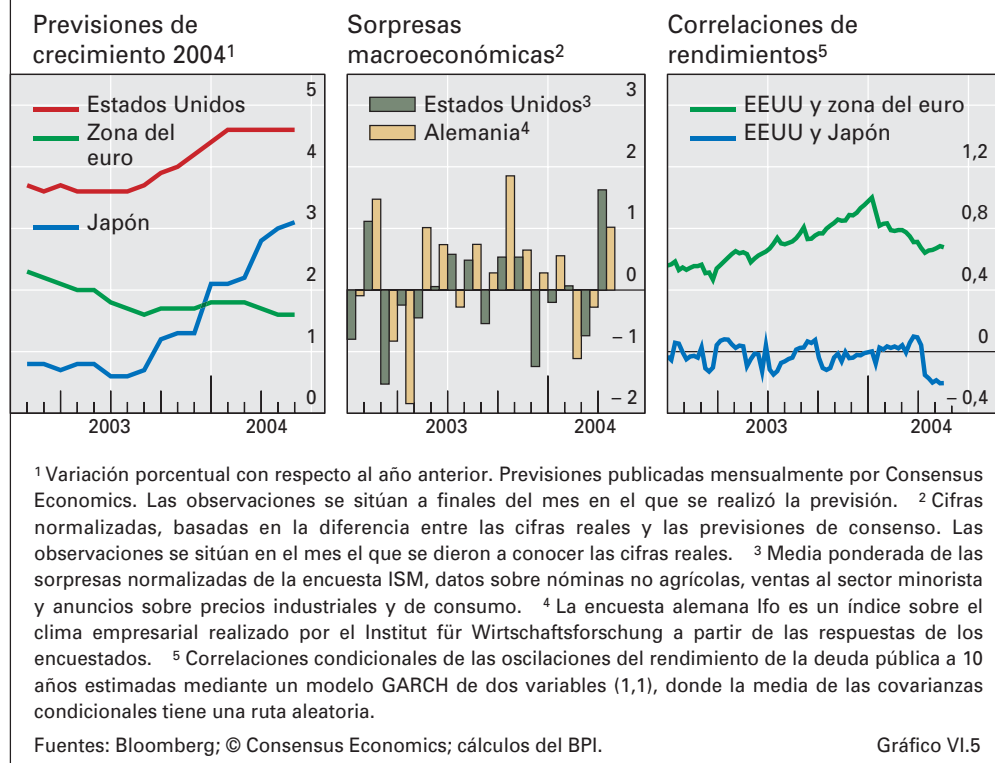 Previsiones de
crecimiento 2004¹
Estados Unidos
Zona del
euro
Japón
5
4
3
2
1
0
2003
2004
Sorpresas
macroeconómicas²
Estados Unidos³
Alemania⁴
3
2
1
0
– 1
– 2
2003
2004
Correlaciones de
rendimientos⁵
EEUU y zona del euro
EEUU y Japón
1,2
0,8
0,4
0
– 0,4
2003
2004
¹ Variación porcentual con respecto al año anterior. Previsiones publicadas mensualmente por Consensus
Economics. Las observaciones se sitúan a finales del mes en el que se realizó la previsión. ² Cifras
normalizadas, basadas en la diferencia entre las cifras reales y las previsiones de consenso. Las
observaciones se sitúan en el mes el que se dieron a conocer las cifras reales. ³ Media ponderada de las
sorpresas normalizadas de la encuesta ISM, datos sobre nóminas no agrícolas, ventas al sector minorista
y anuncios sobre precios industriales y de consumo. ⁴ La encuesta alemana Ifo es un índice sobre el
clima empresarial realizado por el Institut für Wirtschaftsforschung a partir de las respuestas de los
encuestados. ⁵ Correlaciones condicionales de las oscilaciones del rendimiento de la deuda pública a 10
años estimadas mediante un modelo GARCH de dos variables (1,1), donde la media de las covarianzas
condicionales tiene una ruta aleatoria.
Fuentes: Bloomberg; © Consensus Economics; cálculos del BPI. Gráfico VI.5